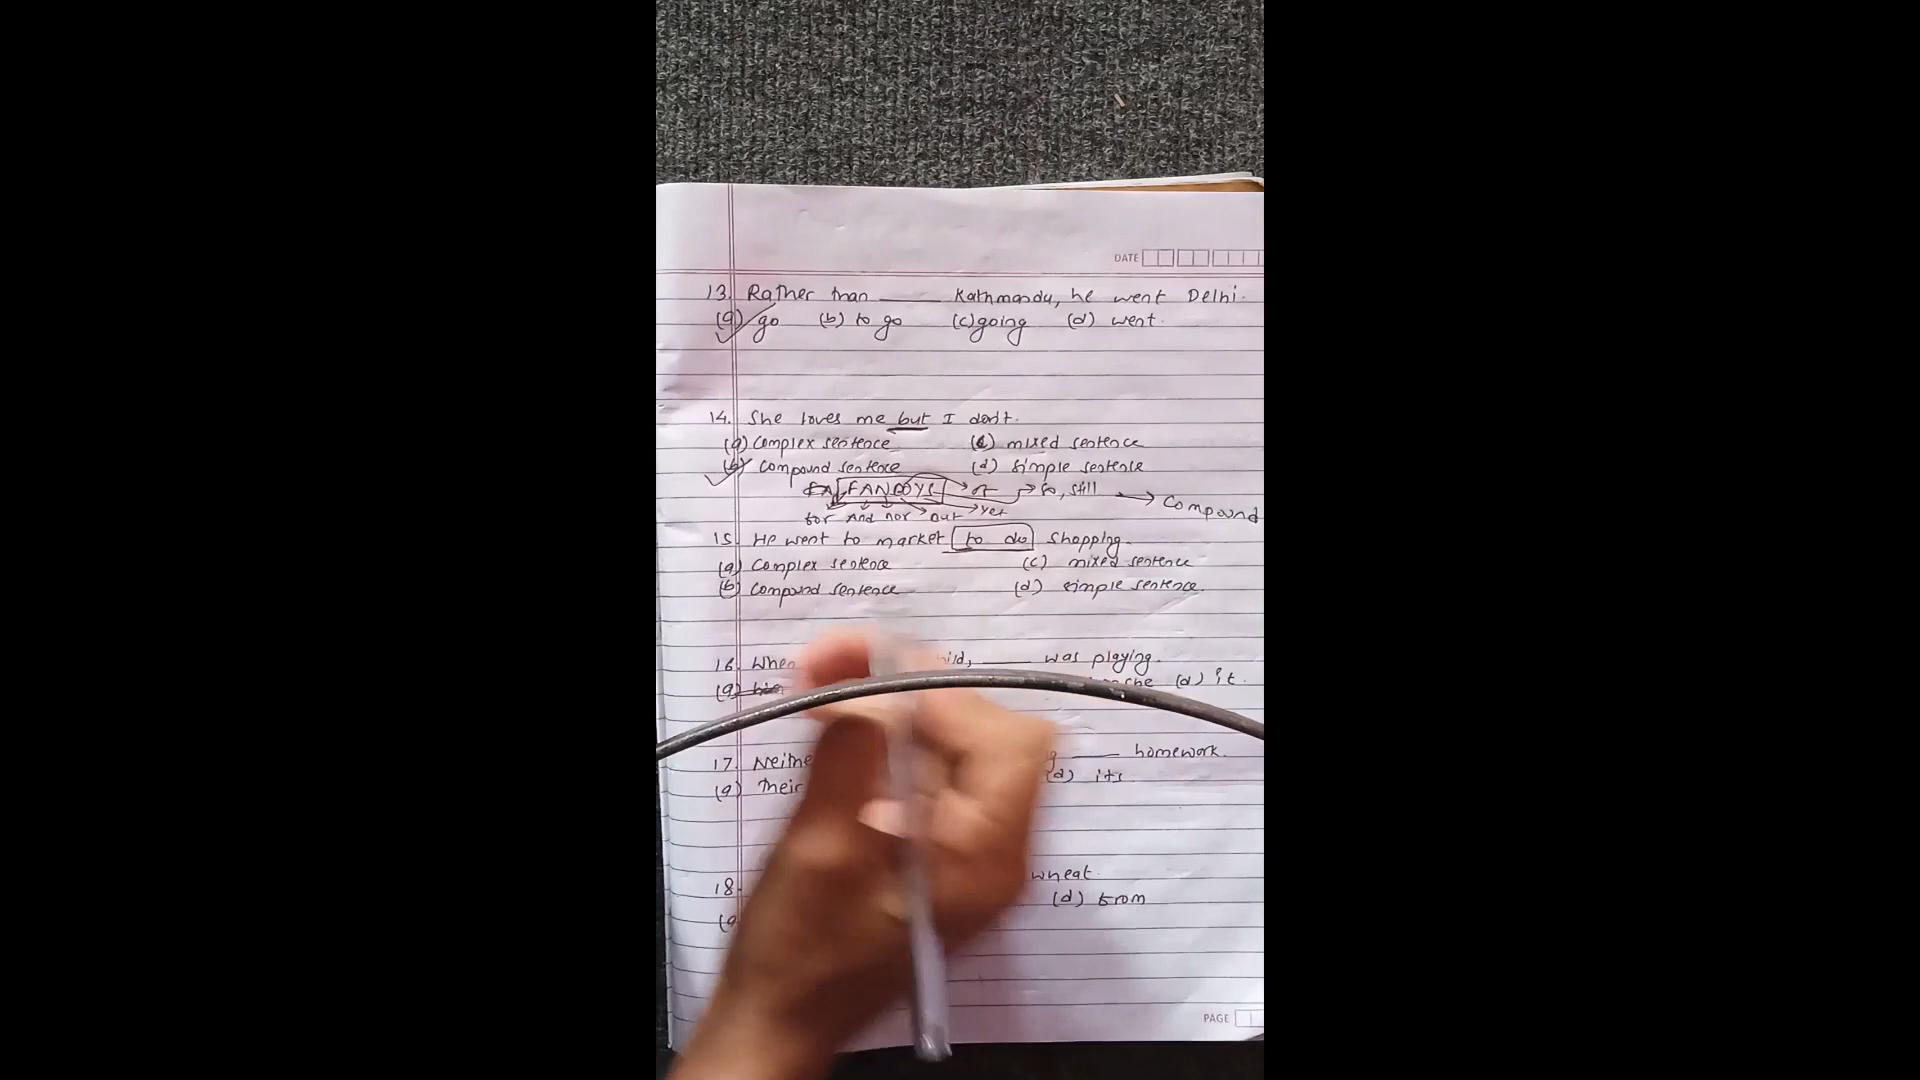 DATE
13. Rather than ____ Kathmandu, he went Delhi.
(a) go (b) to go (c) going (d) went.
14. She loves me but I don't.
(a) Complex sentence (c) mixed sentence
(b) Compound sentence (d) simple sentence
FA FANBOYS → or → so, still → Compound
for And nor → but → yet
15. He went to market to do shopping.
(a) Complex sentence (c) mixed sentence
(b) Compound sentence (d) simple sentence.
16. When ____ was playing.
(a) him (d) it.
17. ____ homework.
(a) Their (d) its
18. wheat.
(d) from
PAGE